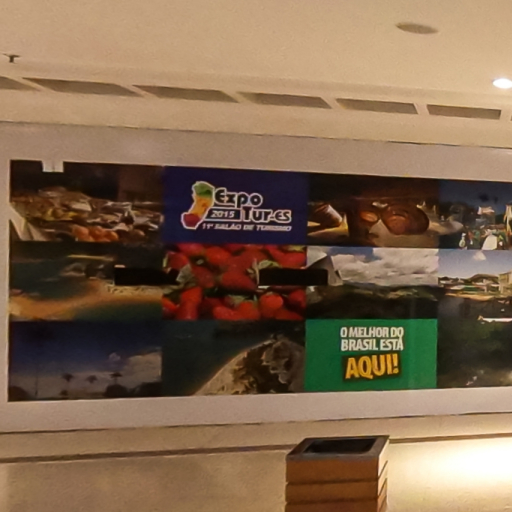 Expo
2015 Tur-es
11º SALÃO DE TURISMO
O MELHOR DO
BRASIL ESTÁ
AQUI!